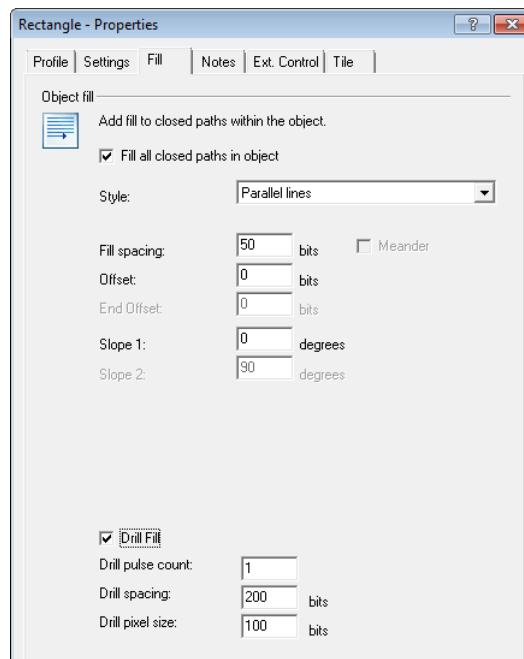 Rectangle - Properties
Profile Settings Fill Notes Ext. Control Tile
Object fill
Add fill to closed paths within the object.
Fill all closed paths in object
Style: Parallel lines
Fill spacing: 50 bits Meander
Offset: 0 bits
End Offset: 0 bits
Slope 1: 0 degrees
Slope 2: 90 degrees
Drill Fill
Drill pulse count: 1
Drill spacing: 200 bits
Drill pixel size: 100 bits